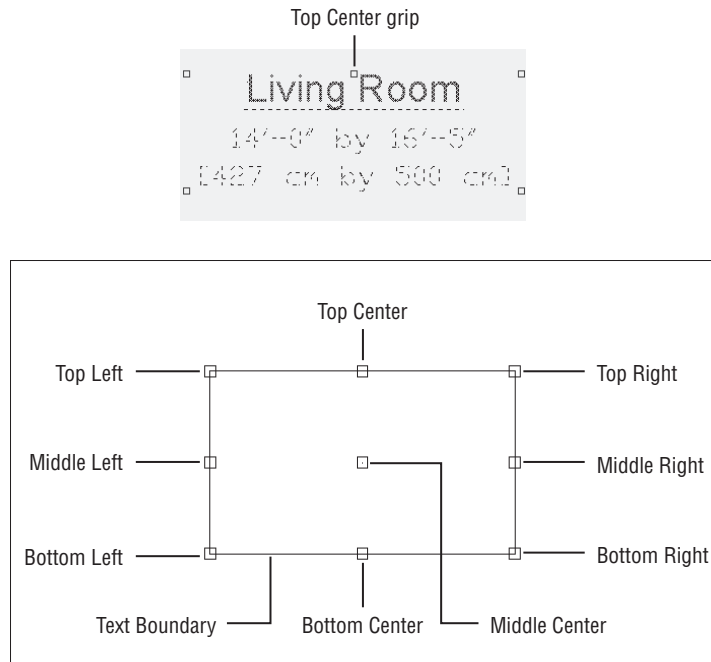 Top Center grip
Living Room
14'-0" by 16'-5"
[427 cm by 500 cm]
Top Center
Top Left
Top Right
Middle Left
Middle Right
Bottom Left
Bottom Right
Text Boundary
Bottom Center
Middle Center